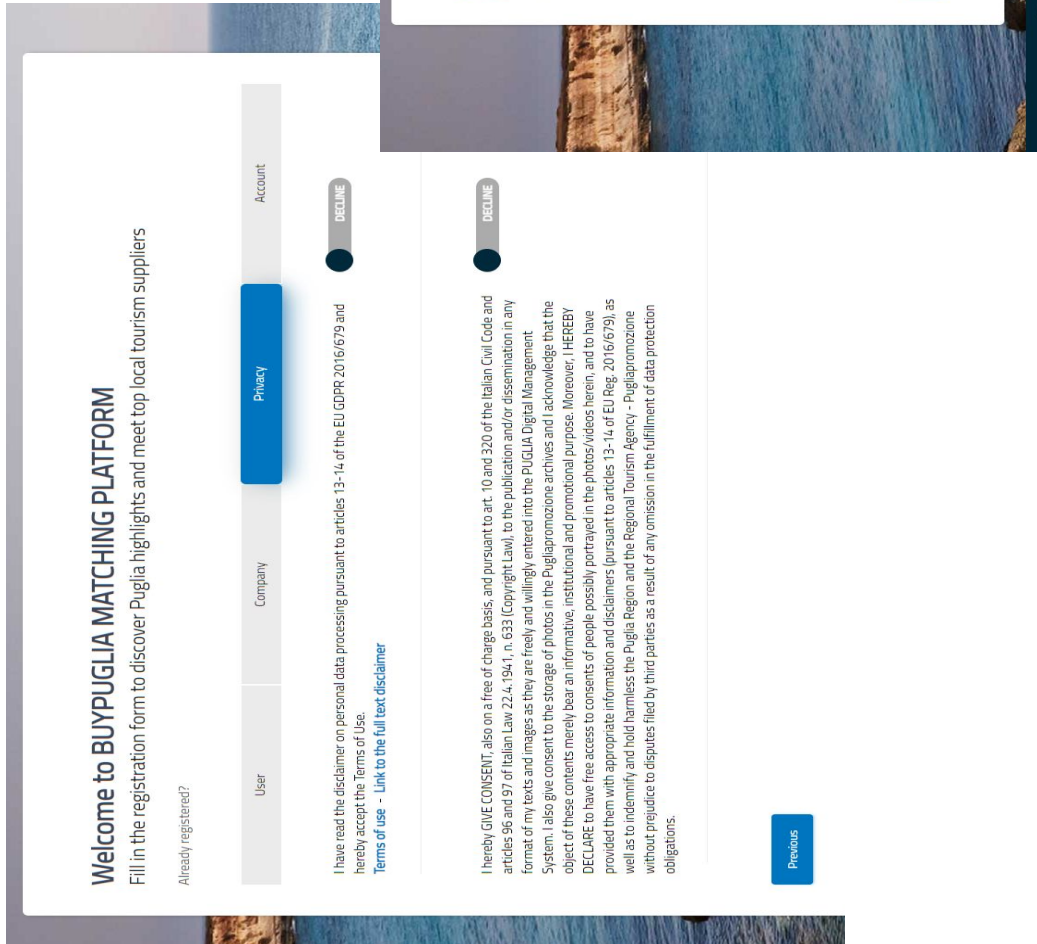 Welcome to BUYPUGLIA MATCHING PLATFORM
Fill in the registration form to discover Puglia highlights and meet top local tourism suppliers
Already registered?
User
Company
Privacy
Account
I have read the disclaimer on personal data processing pursuant to articles 13-14 of the EU GDPR 2016/679 and
hereby accept the Terms of Use.
Terms of use - Link to the full text disclaimer
DECLINE
I hereby GIVE CONSENT, also on a free of charge basis, and pursuant to art. 10 and 320 of the Italian Civil Code and
articles 96 and 97 of Italian Law 22.4.1941, n. 633 (Copyright Law), to the publication and/or dissemination in any
format of my texts and images as they are freely and willingly entered into the PUGLIA Digital Management
System. I also give consent to the storage of photos in the Pugliapromozione archives and I acknowledge that the
object of these contents merely bear an informative, institutional and promotional purpose. Moreover, I HEREBY
DECLARE to have free access to consents of people possibly portrayed in the photos/videos herein, and to have
provided them with appropriate information and disclaimers (pursuant to articles 13-14 of EU Reg. 2016/679), as
well as to indemnify and hold harmless the Puglia Region and the Regional Tourism Agency - Pugliapromozione
without prejudice to disputes filed by third parties as a result of any omission in the fulfillment of data protection
obligations.
DECLINE
Previous